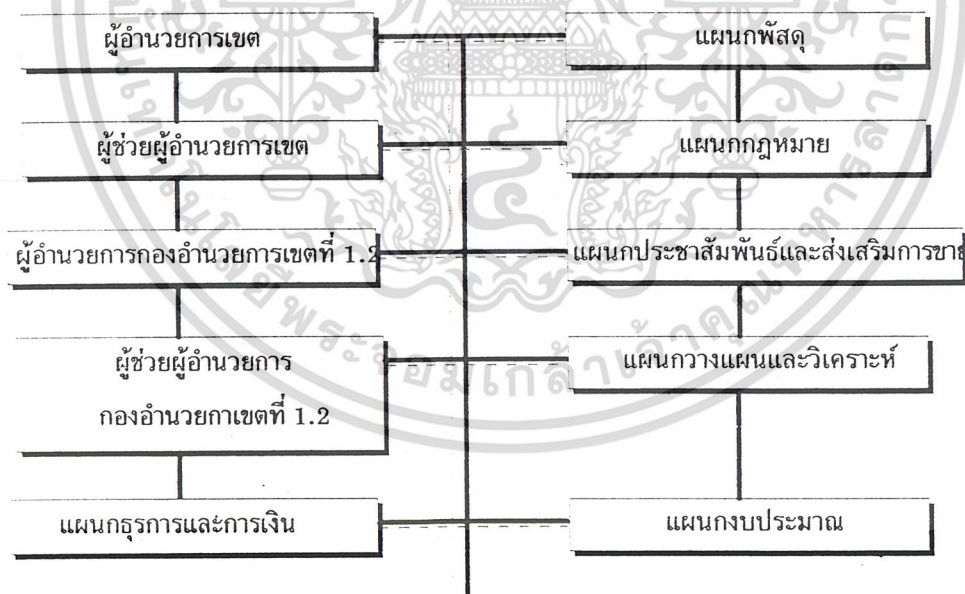 ผู้อำนวยการเขต
แผนกพัสดุ
ผู้ช่วยผู้อำนวยการเขต
แผนกกฎหมาย
ผู้อำนวยการกองอำนวยการเขตที่ 1.2
แผนกประชาสัมพันธ์และส่งเสริมการขาย
ผู้ช่วยผู้อำนวยการ
กองอำนวยกาเขตที่ 1.2
แผนกวางแผนและวิเคราะห์
แผนกธุรการและการเงิน
แผนกงบประมาณ